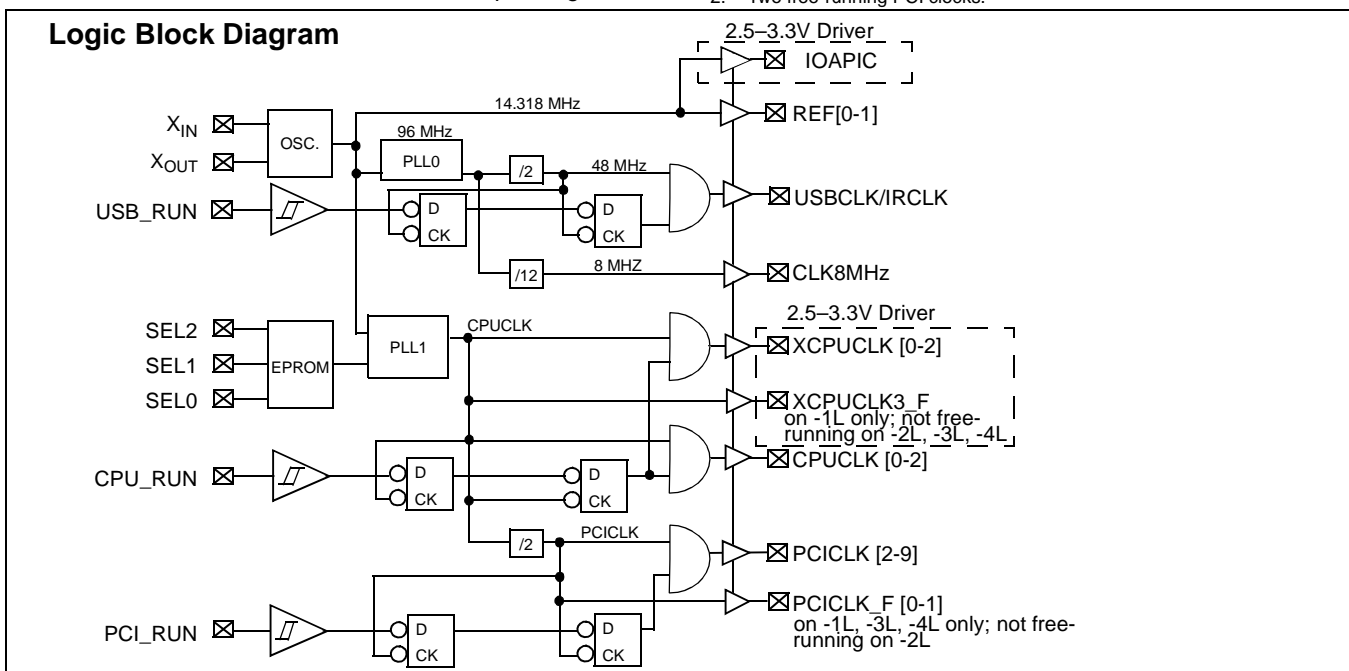 2. Two free-running PCI clocks.
Logic Block Diagram
2.5–3.3V Driver
IOAPIC
14.318 MHz
REF[0-1]
XIN
OSC.
XOUT
96 MHz
PLL0
/2
48 MHz
USBCLK/IRCLK
USB_RUN
D
CK
D
CK
/12
8 MHZ
CLK8MHz
2.5–3.3V Driver
SEL2
SEL1
SEL0
EPROM
PLL1
CPUCLK
XCPUCLK [0-2]
XCPUCLK3_F
on -1L only; not free-
running on -2L, -3L, -4L
CPU_RUN
D
CK
D
CK
CPUCLK [0-2]
/2
PCICLK
PCICLK [2-9]
PCI_RUN
D
CK
D
CK
PCICLK_F [0-1]
on -1L, -3L, -4L only; not free-
running on -2L